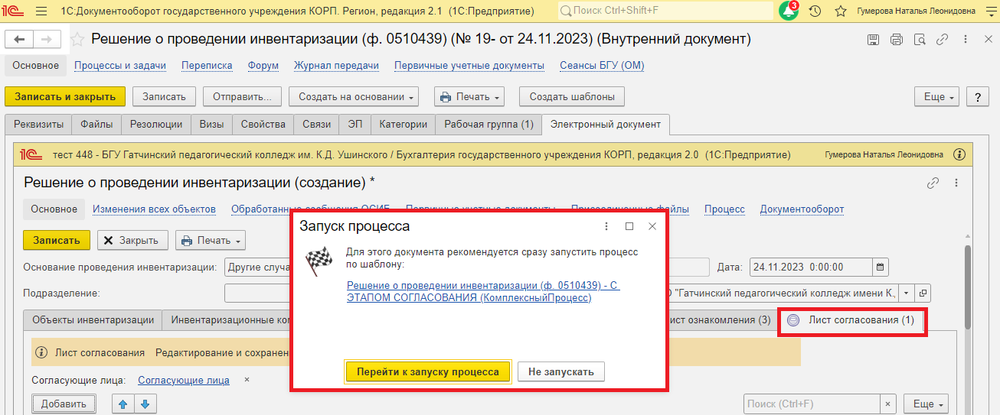 1С:Документооборот государственного учреждения КОРП. Регион, редакция 2.1 (1С:Предприятие) Поиск Ctrl+Shift+F 3 Гумерова Наталья Леонидовна
Решение о проведении инвентаризации (ф. 0510439) (№ 19- от 24.11.2023) (Внутренний документ)
Основное Процессы и задачи Переписка Форум Журнал передачи Первичные учетные документы Сеансы БГУ (ОМ)
Записать и закрыть Записать Отправить... Создать на основании Печать Создать шаблоны Еще ?
Реквизиты Файлы Резолюции Визы Свойства Связи ЭП Категории Рабочая группа (1) Электронный документ
тест 448 - БГУ Гатчинский педагогический колледж им. К.Д. Ушинского / Бухгалтерия государственного учреждения КОРП, редакция 2.0 (1С:Предприятие) Гумерова Наталья Леонидовна
Решение о проведении инвентаризации (создание) *
Основное Изменения всех объектов Обработанные сообщения ОСИБ Первичные учетные документы Присоединенные файлы Процесс Документооборот
Записать Закрыть Печать
Запуск процесса
Для этого документа рекомендуется сразу запустить процесс
по шаблону:
Решение о проведении инвентаризации (ф. 0510439) - С
ЭТАПОМ СОГЛАСОВАНИЯ (КомплексныйПроцесс)
Перейти к запуску процесса Не запускать
Основание проведения инвентаризации: Другие случа Дата: 24.11.2023 0:00:00
Подразделение: О "Гатчинский педагогический колледж имени К.
Объекты инвентаризации Инвентаризационные ком ист ознакомления (3) Лист согласования (1)
Лист согласования Редактирование и сохранен
Согласующие лица: Согласующие лица ×
Добавить Поиск (Ctrl+F) × Еще